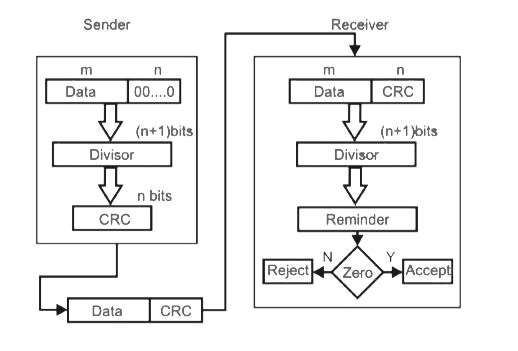 Sender
m n
Data 00....0
(n+1)bits
Divisor
n bits
CRC
Data CRC
Receiver
m n
Data CRC
(n+1)bits
Divisor
Reminder
N Y
Reject Zero Accept